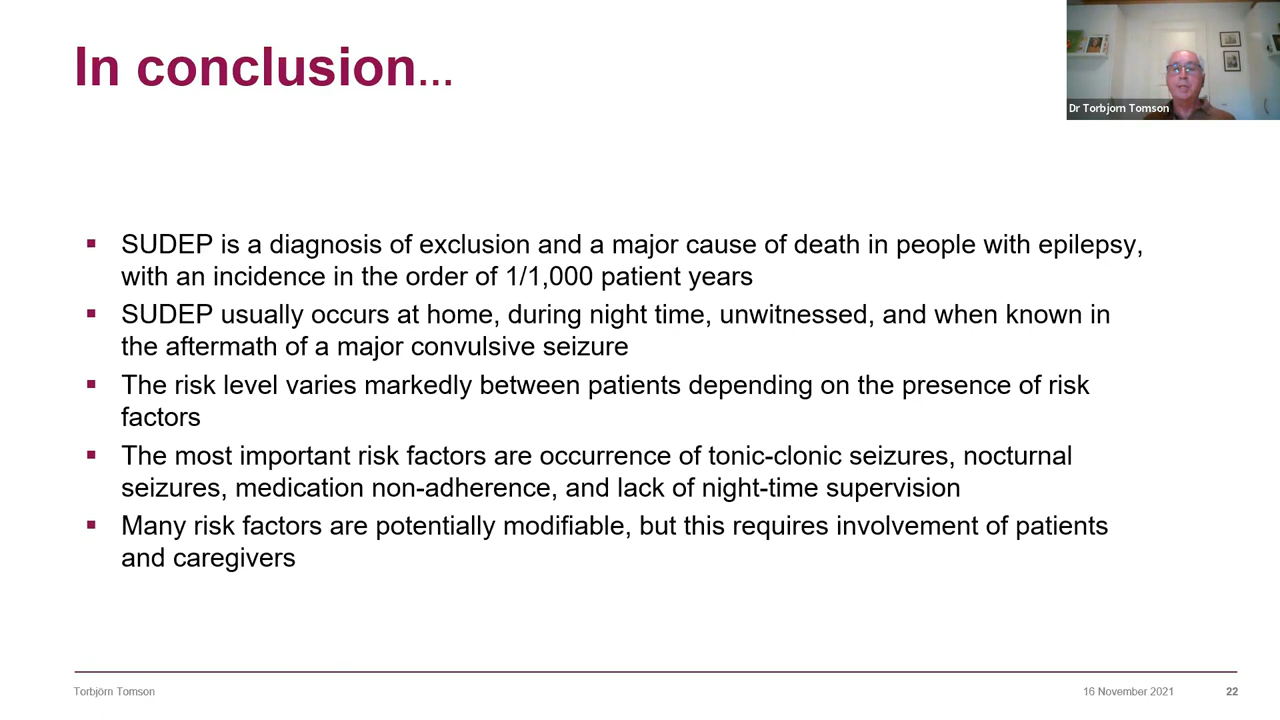 In conclusion...
Dr Torbjorn Tomson
▪ SUDEP is a diagnosis of exclusion and a major cause of death in people with epilepsy,
with an incidence in the order of 1/1,000 patient years
▪ SUDEP usually occurs at home, during night time, unwitnessed, and when known in
the aftermath of a major convulsive seizure
▪ The risk level varies markedly between patients depending on the presence of risk
factors
▪ The most important risk factors are occurrence of tonic-clonic seizures, nocturnal
seizures, medication non-adherence, and lack of night-time supervision
▪ Many risk factors are potentially modifiable, but this requires involvement of patients
and caregivers
Torbjörn Tomson
16 November 2021
22